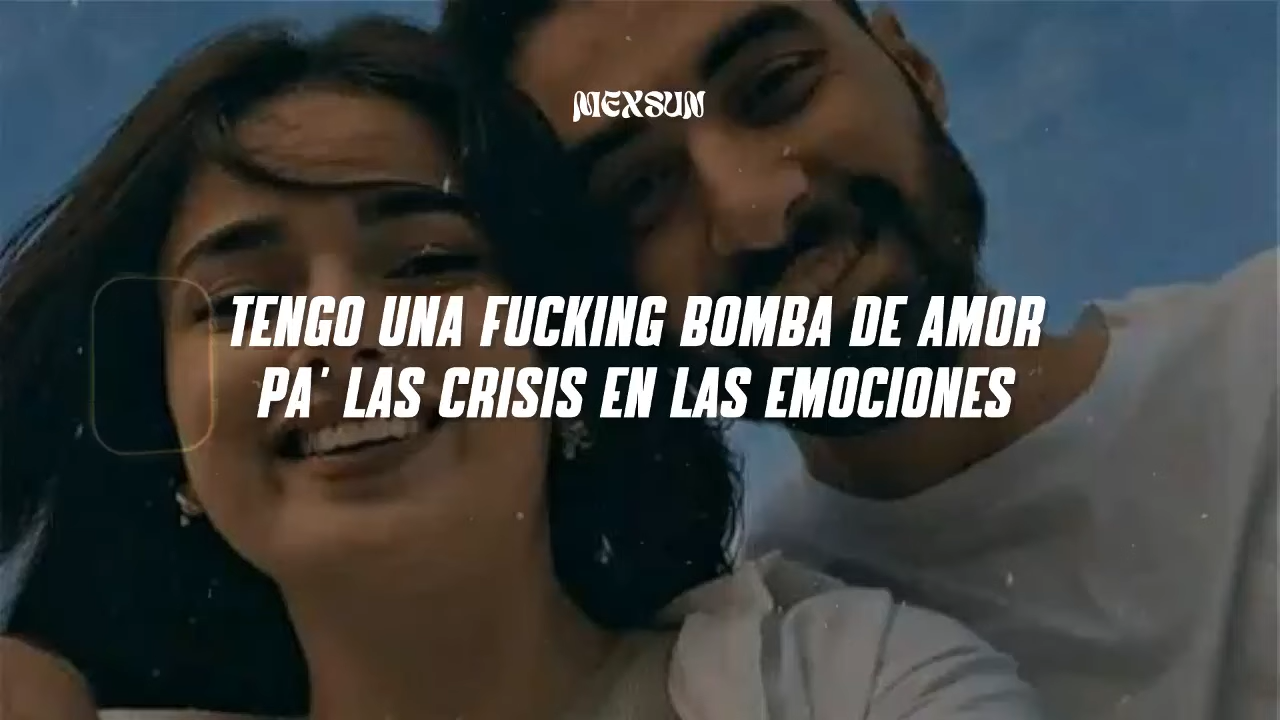 MEXSUN
TENGO UNA FUCKING BOMBA DE AMOR
PA' LAS CRISIS EN LAS EMOCIONES